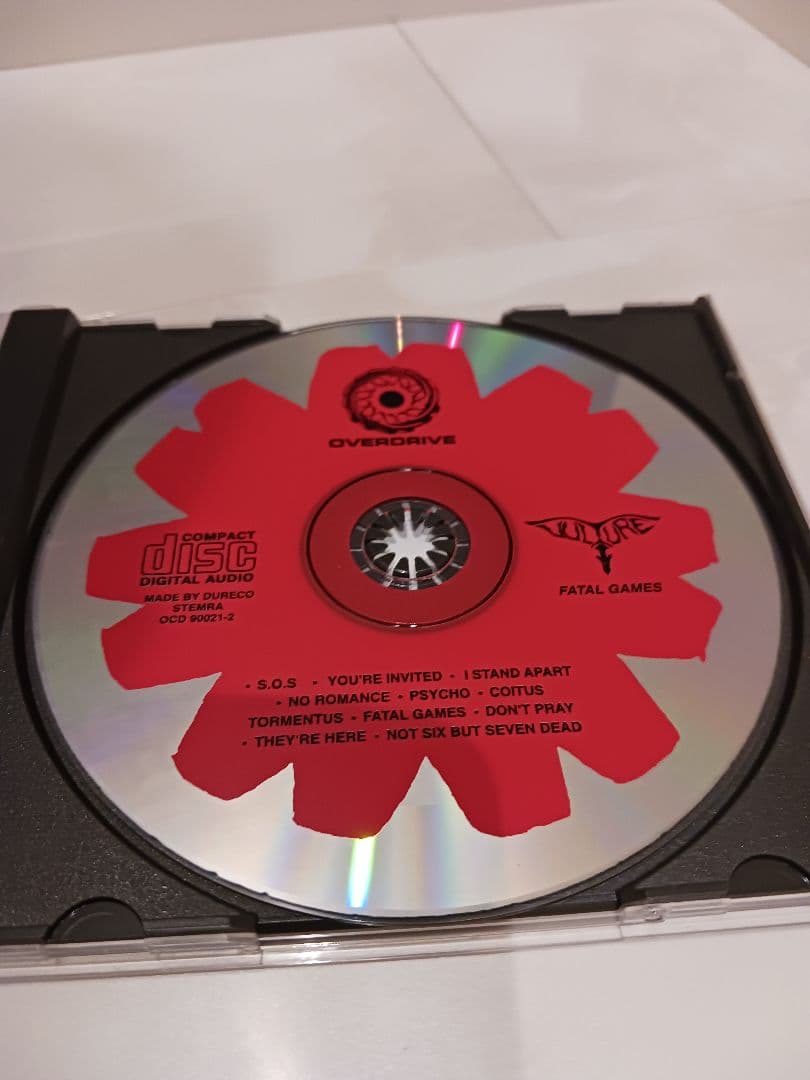 OVERDRIVE
COMPACT
disc
DIGITAL AUDIO
MADE BY DURECO
STEMRA
OCD 90021-2
VULTURE
FATAL GAMES
• S.O.S • YOU'RE INVITED • I STAND APART
• NO ROMANCE • PSYCHO • COITUS
TORMENTUS • FATAL GAMES • DON'T PRAY
• THEY'RE HERE • NOT SIX BUT SEVEN DEAD